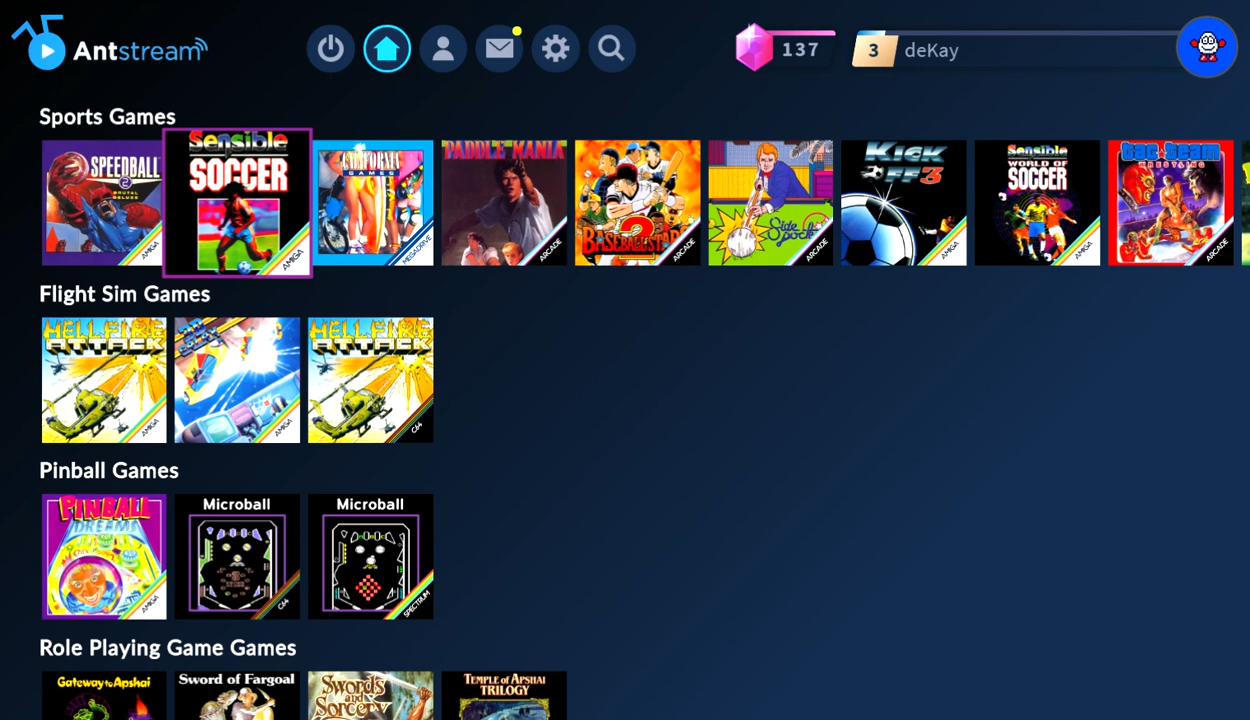 Antstream
137
3
deKay
Sports Games
SPEEDBALL
2
BRUTAL
DELUXE
AMIGA
Sensible
SOCCER
AMIGA
CALIFORNIA
GAMES
MEGADRIVE
PADDLE MANIA
ARCADE
BASEBALL STARS
2
ARCADE
Side
pocket
ARCADE
KICK
OFF 3
AMIGA
Sensible
WORLD OF
SOCCER
AMIGA
tag team
WRESTLING
ARCADE
Flight Sim Games
HELLFIRE
ATTACK
AMIGA
AMIGA
HELLFIRE
ATTACK
C64
Pinball Games
PINBALL
DREAMS
AMIGA
Microball
C64
Microball
SPECTRUM
Role Playing Game Games
Gateway to Apshai
Sword of Fargoal
Swords
and
Sorcery
TEMPLE OF APSHAI
TRILOGY